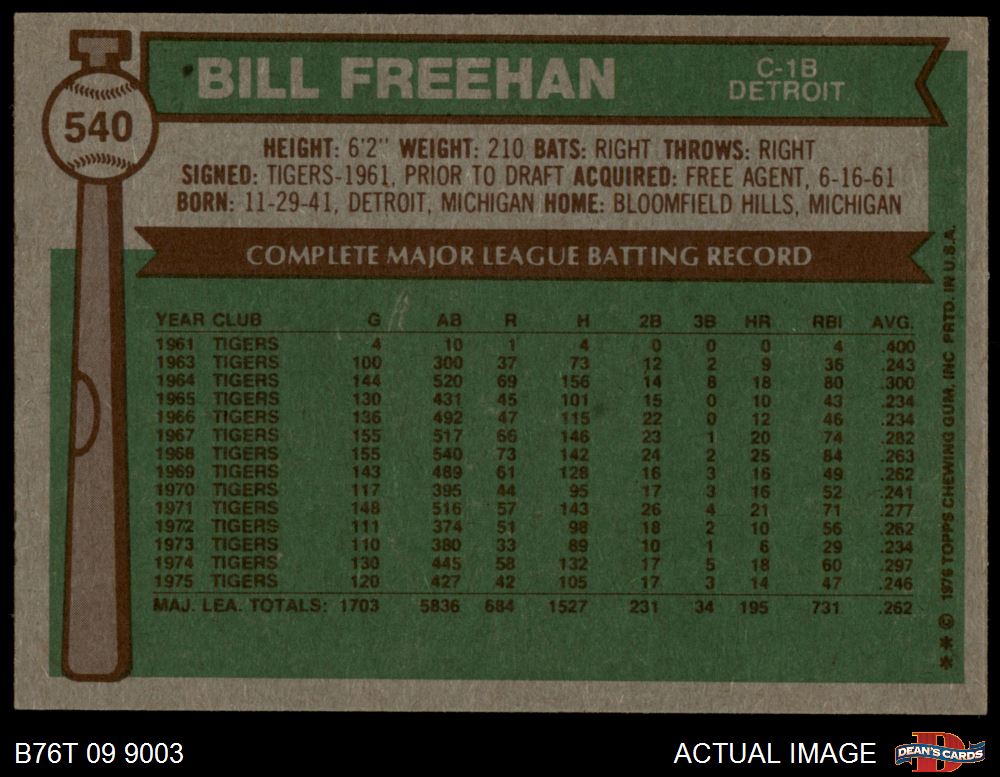 540
BILL FREEHAN
C-1B
DETROIT
HEIGHT: 6'2" WEIGHT: 210 BATS: RIGHT THROWS: RIGHT
SIGNED: TIGERS-1961, PRIOR TO DRAFT ACQUIRED: FREE AGENT, 6-16-61
BORN: 11-29-41, DETROIT, MICHIGAN HOME: BLOOMFIELD HILLS, MICHIGAN
COMPLETE MAJOR LEAGUE BATTING RECORD
YEAR CLUB G AB R H 2B 3B HR RBI AVG.
1961 TIGERS 4 10 1 4 0 0 0 4 .400
1963 TIGERS 100 300 37 73 12 2 9 36 .243
1964 TIGERS 144 520 69 156 14 8 18 80 .300
1965 TIGERS 130 431 45 101 15 0 10 43 .234
1966 TIGERS 136 492 47 115 22 0 12 46 .234
1967 TIGERS 155 517 66 146 23 1 20 74 .282
1968 TIGERS 155 540 73 142 24 2 25 84 .263
1969 TIGERS 143 489 61 128 16 3 16 49 .262
1970 TIGERS 117 395 44 95 17 3 16 52 .241
1971 TIGERS 148 516 57 143 26 4 21 71 .277
1972 TIGERS 111 374 51 98 18 2 10 56 .262
1973 TIGERS 110 380 33 89 10 1 6 29 .234
1974 TIGERS 130 445 58 132 17 5 18 60 .297
1975 TIGERS 120 427 42 105 17 3 14 47 .246
MAJ. LEA. TOTALS: 1703 5836 684 1527 231 34 195 731 .262
** © 1976 TOPPS CHEWING GUM, INC PRTD. IN U.S.A.
B76T 09 9003
ACTUAL IMAGE
D
DEAN'S CARDS